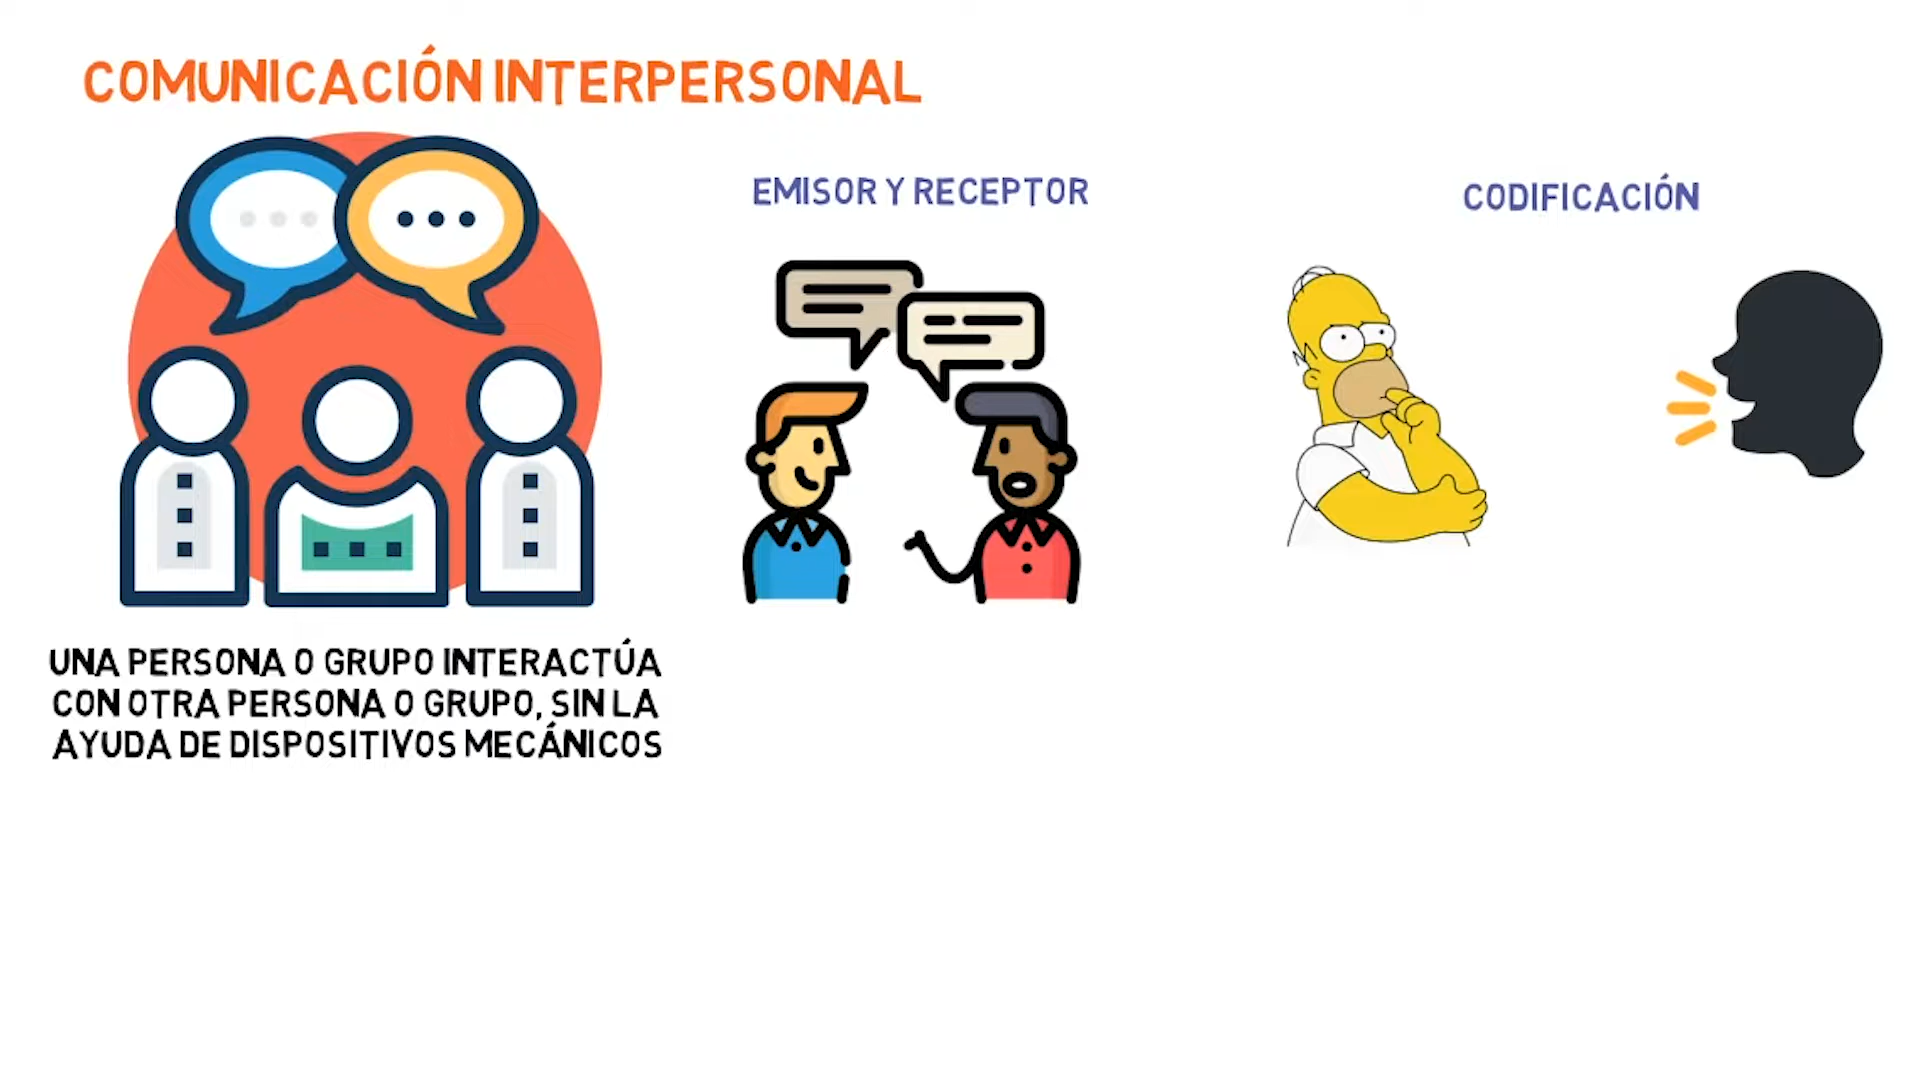 COMUNICACIÓN INTERPERSONAL
EMISOR Y RECEPTOR
CODIFICACIÓN
UNA PERSONA O GRUPO INTERACTÚA
CON OTRA PERSONA O GRUPO, SIN LA
AYUDA DE DISPOSITIVOS MECÁNICOS